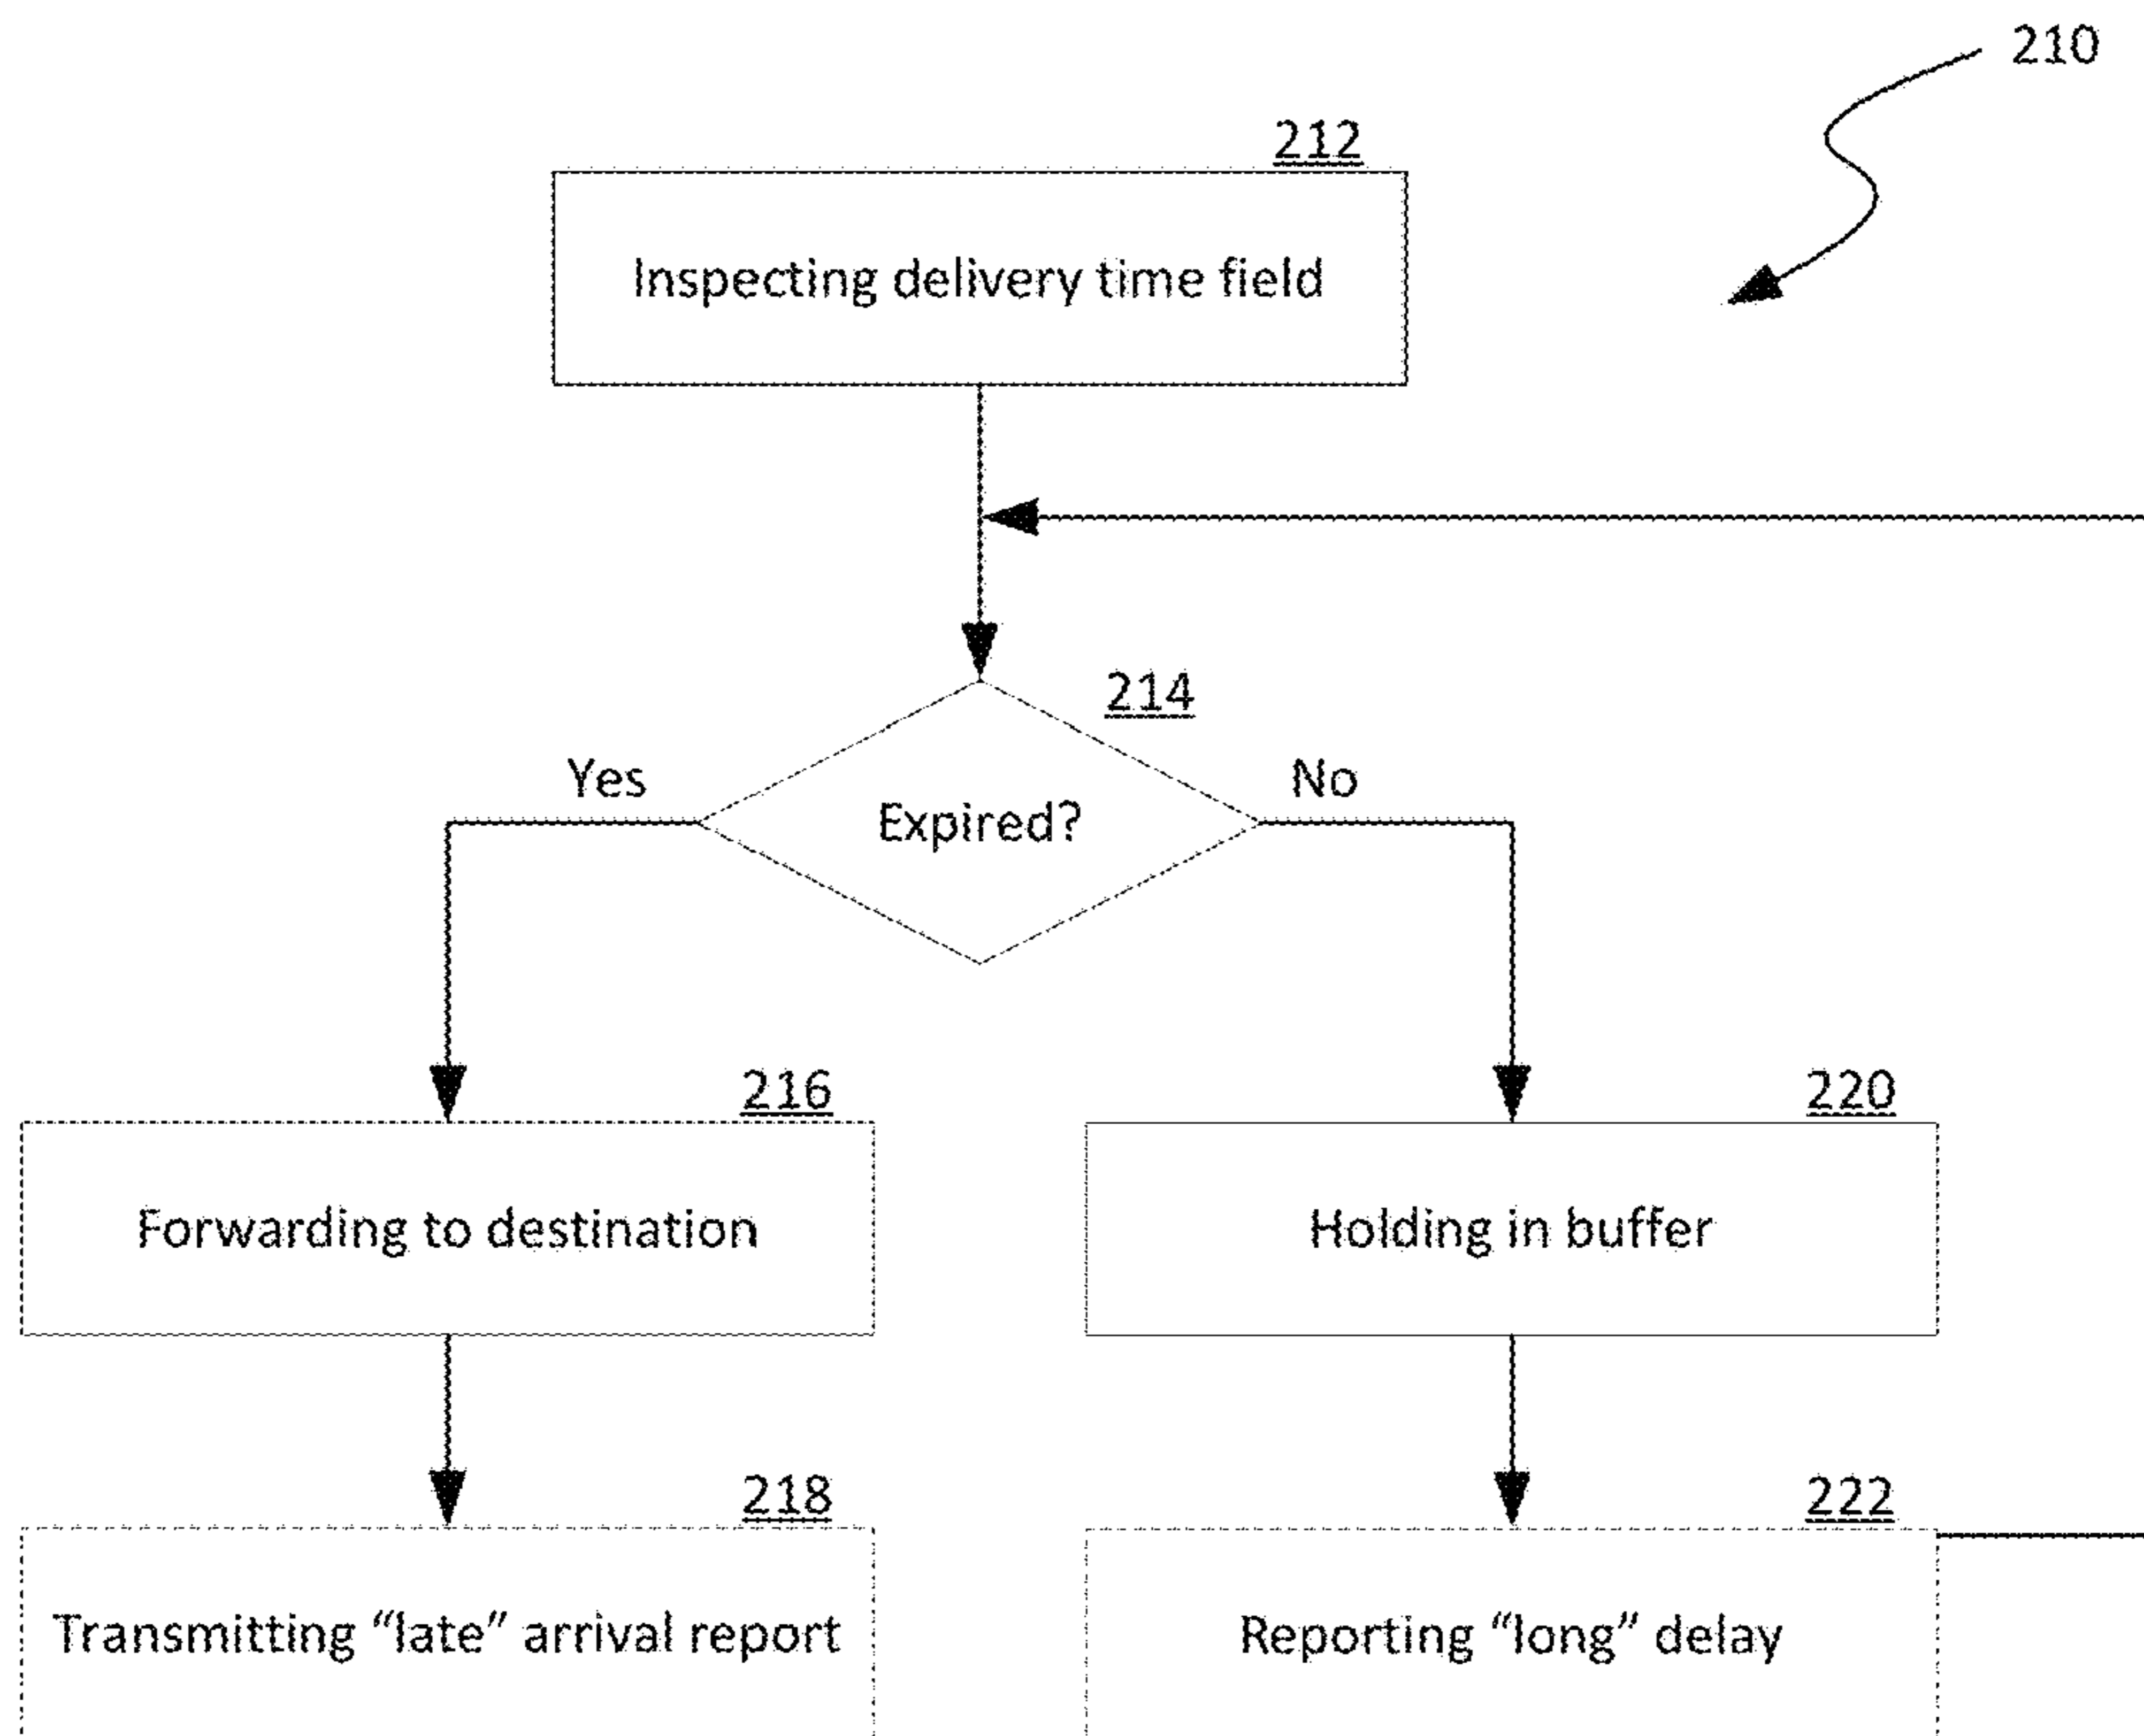 210
212
Inspecting delivery time field
214
Yes
No
Expired?
216
220
Forwarding to destination
Holding in buffer
218
222
Transmitting “late” arrival report
Reporting “long” delay